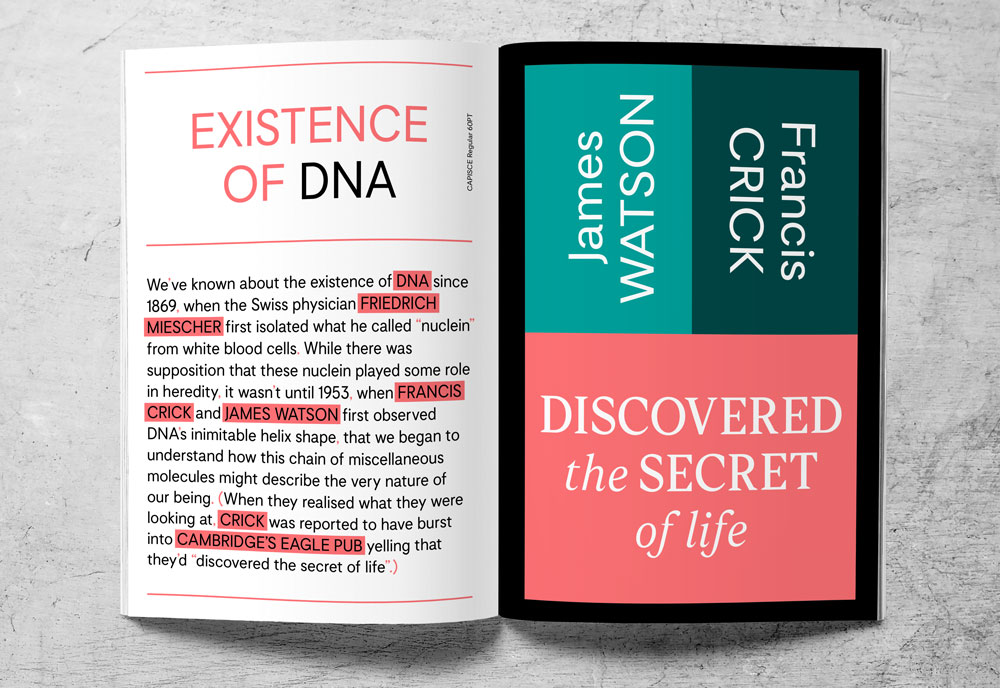 EXISTENCE
OF DNA
CAPISCE Regular 60PT
We've known about the existence of DNA since
1869, when the Swiss physician FRIEDRICH
MIESCHER first isolated what he called “nuclein”
from white blood cells. While there was
supposition that these nuclein played some role
in heredity, it wasn't until 1953, when FRANCIS
CRICK and JAMES WATSON first observed
DNA's inimitable helix shape, that we began to
understand how this chain of miscellaneous
molecules might describe the very nature of
our being. (When they realised what they were
looking at, CRICK was reported to have burst
into CAMBRIDGE'S EAGLE PUB yelling that
they'd “discovered the secret of life”.)
James
WATSON
Francis
CRICK
DISCOVERED
the SECRET
of life